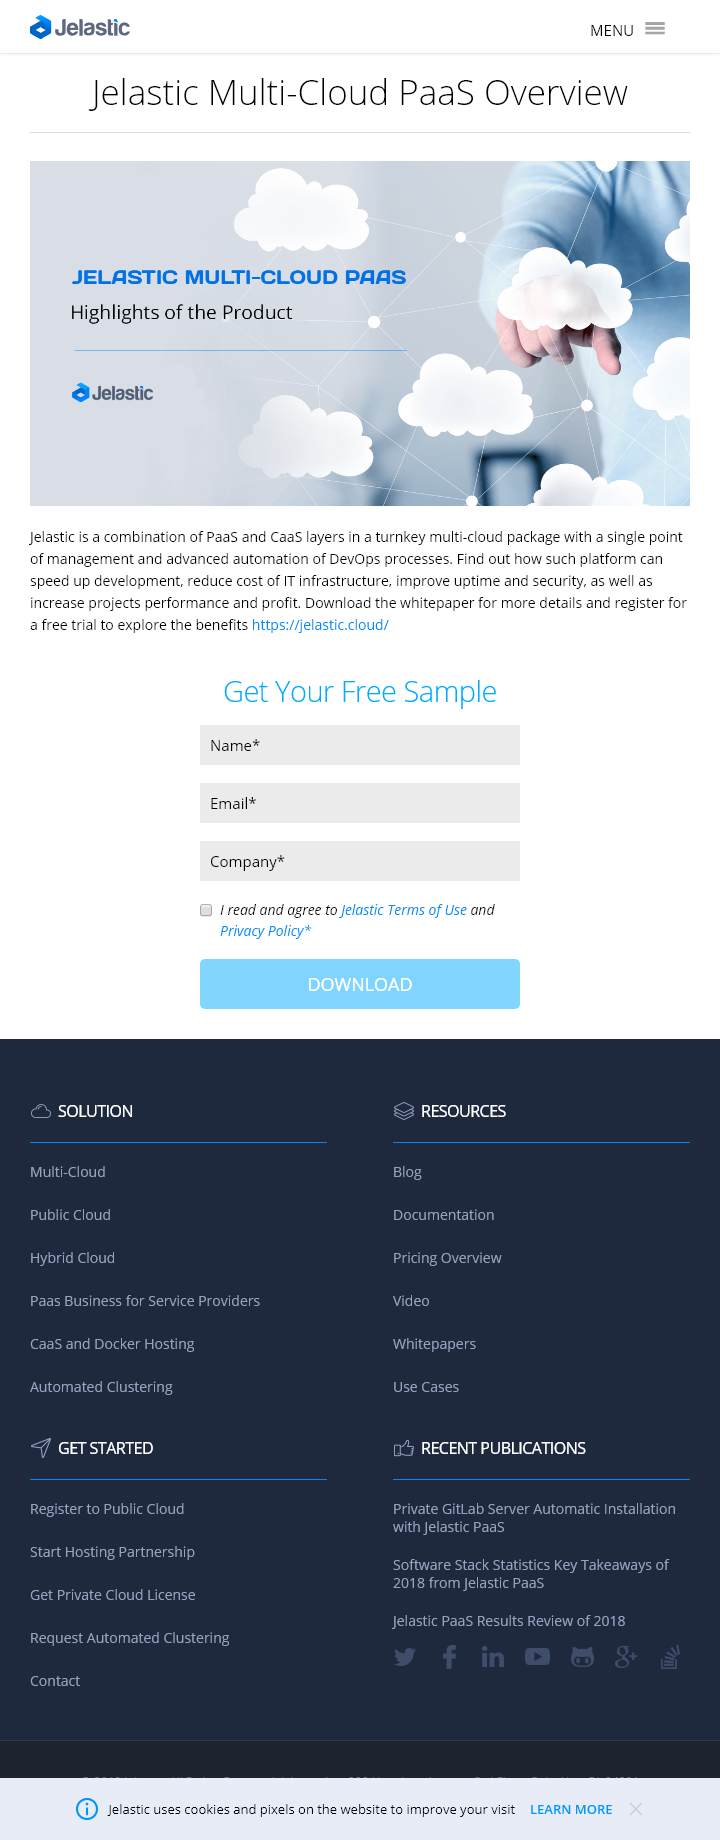 Jelastic
MENU
Jelastic Multi-Cloud PaaS Overview
JELASTIC MULTI-CLOUD PAAS
Highlights of the Product
Jelastic
Jelastic is a combination of PaaS and CaaS layers in a turnkey multi-cloud package with a single point
of management and advanced automation of DevOps processes. Find out how such platform can
speed up development, reduce cost of IT infrastructure, improve uptime and security, as well as
increase projects performance and profit. Download the whitepaper for more details and register for
a free trial to explore the benefits https://jelastic.cloud/
Get Your Free Sample
Name*
Email*
Company*
I read and agree to Jelastic Terms of Use and
Privacy Policy*
DOWNLOAD
SOLUTION
Multi-Cloud
Public Cloud
Hybrid Cloud
Paas Business for Service Providers
CaaS and Docker Hosting
Automated Clustering
RESOURCES
Blog
Documentation
Pricing Overview
Video
Whitepapers
Use Cases
GET STARTED
Register to Public Cloud
Start Hosting Partnership
Get Private Cloud License
Request Automated Clustering
Contact
RECENT PUBLICATIONS
Private GitLab Server Automatic Installation
with Jelastic PaaS
Software Stack Statistics Key Takeaways of
2018 from Jelastic PaaS
Jelastic PaaS Results Review of 2018
Jelastic uses cookies and pixels on the website to improve your visit LEARN MORE